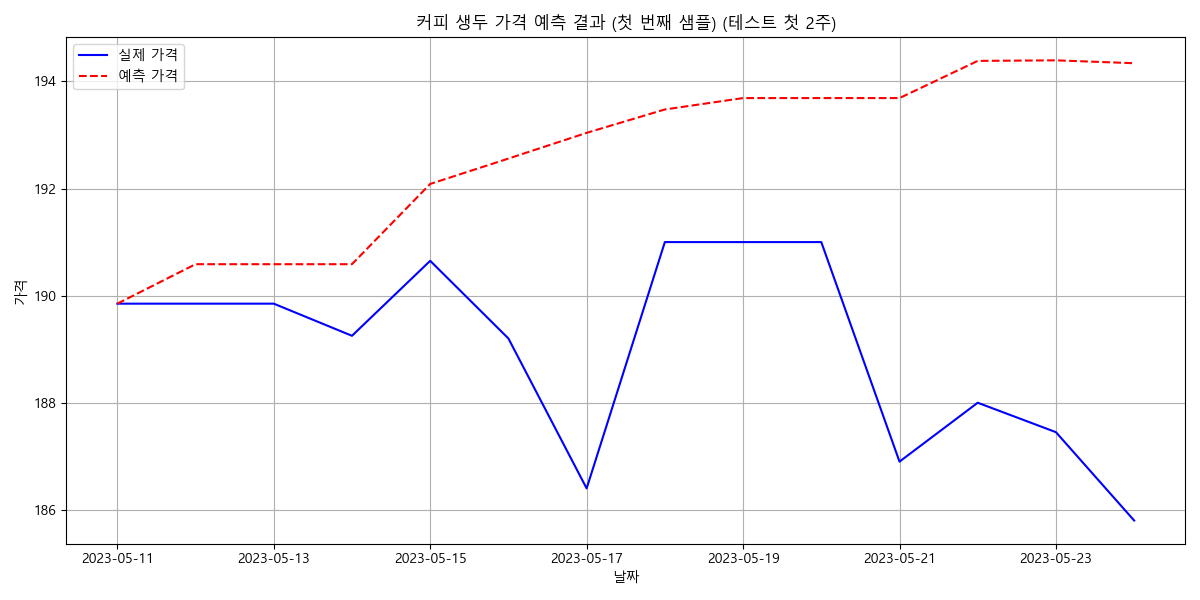 커피 생두 가격 예측 결과 (첫 번째 샘플) (테스트 첫 2주)
실제 가격
예측 가격
194
192
190
188
186
가격
2023-05-11 2023-05-13 2023-05-15 2023-05-17 2023-05-19 2023-05-21 2023-05-23
날짜